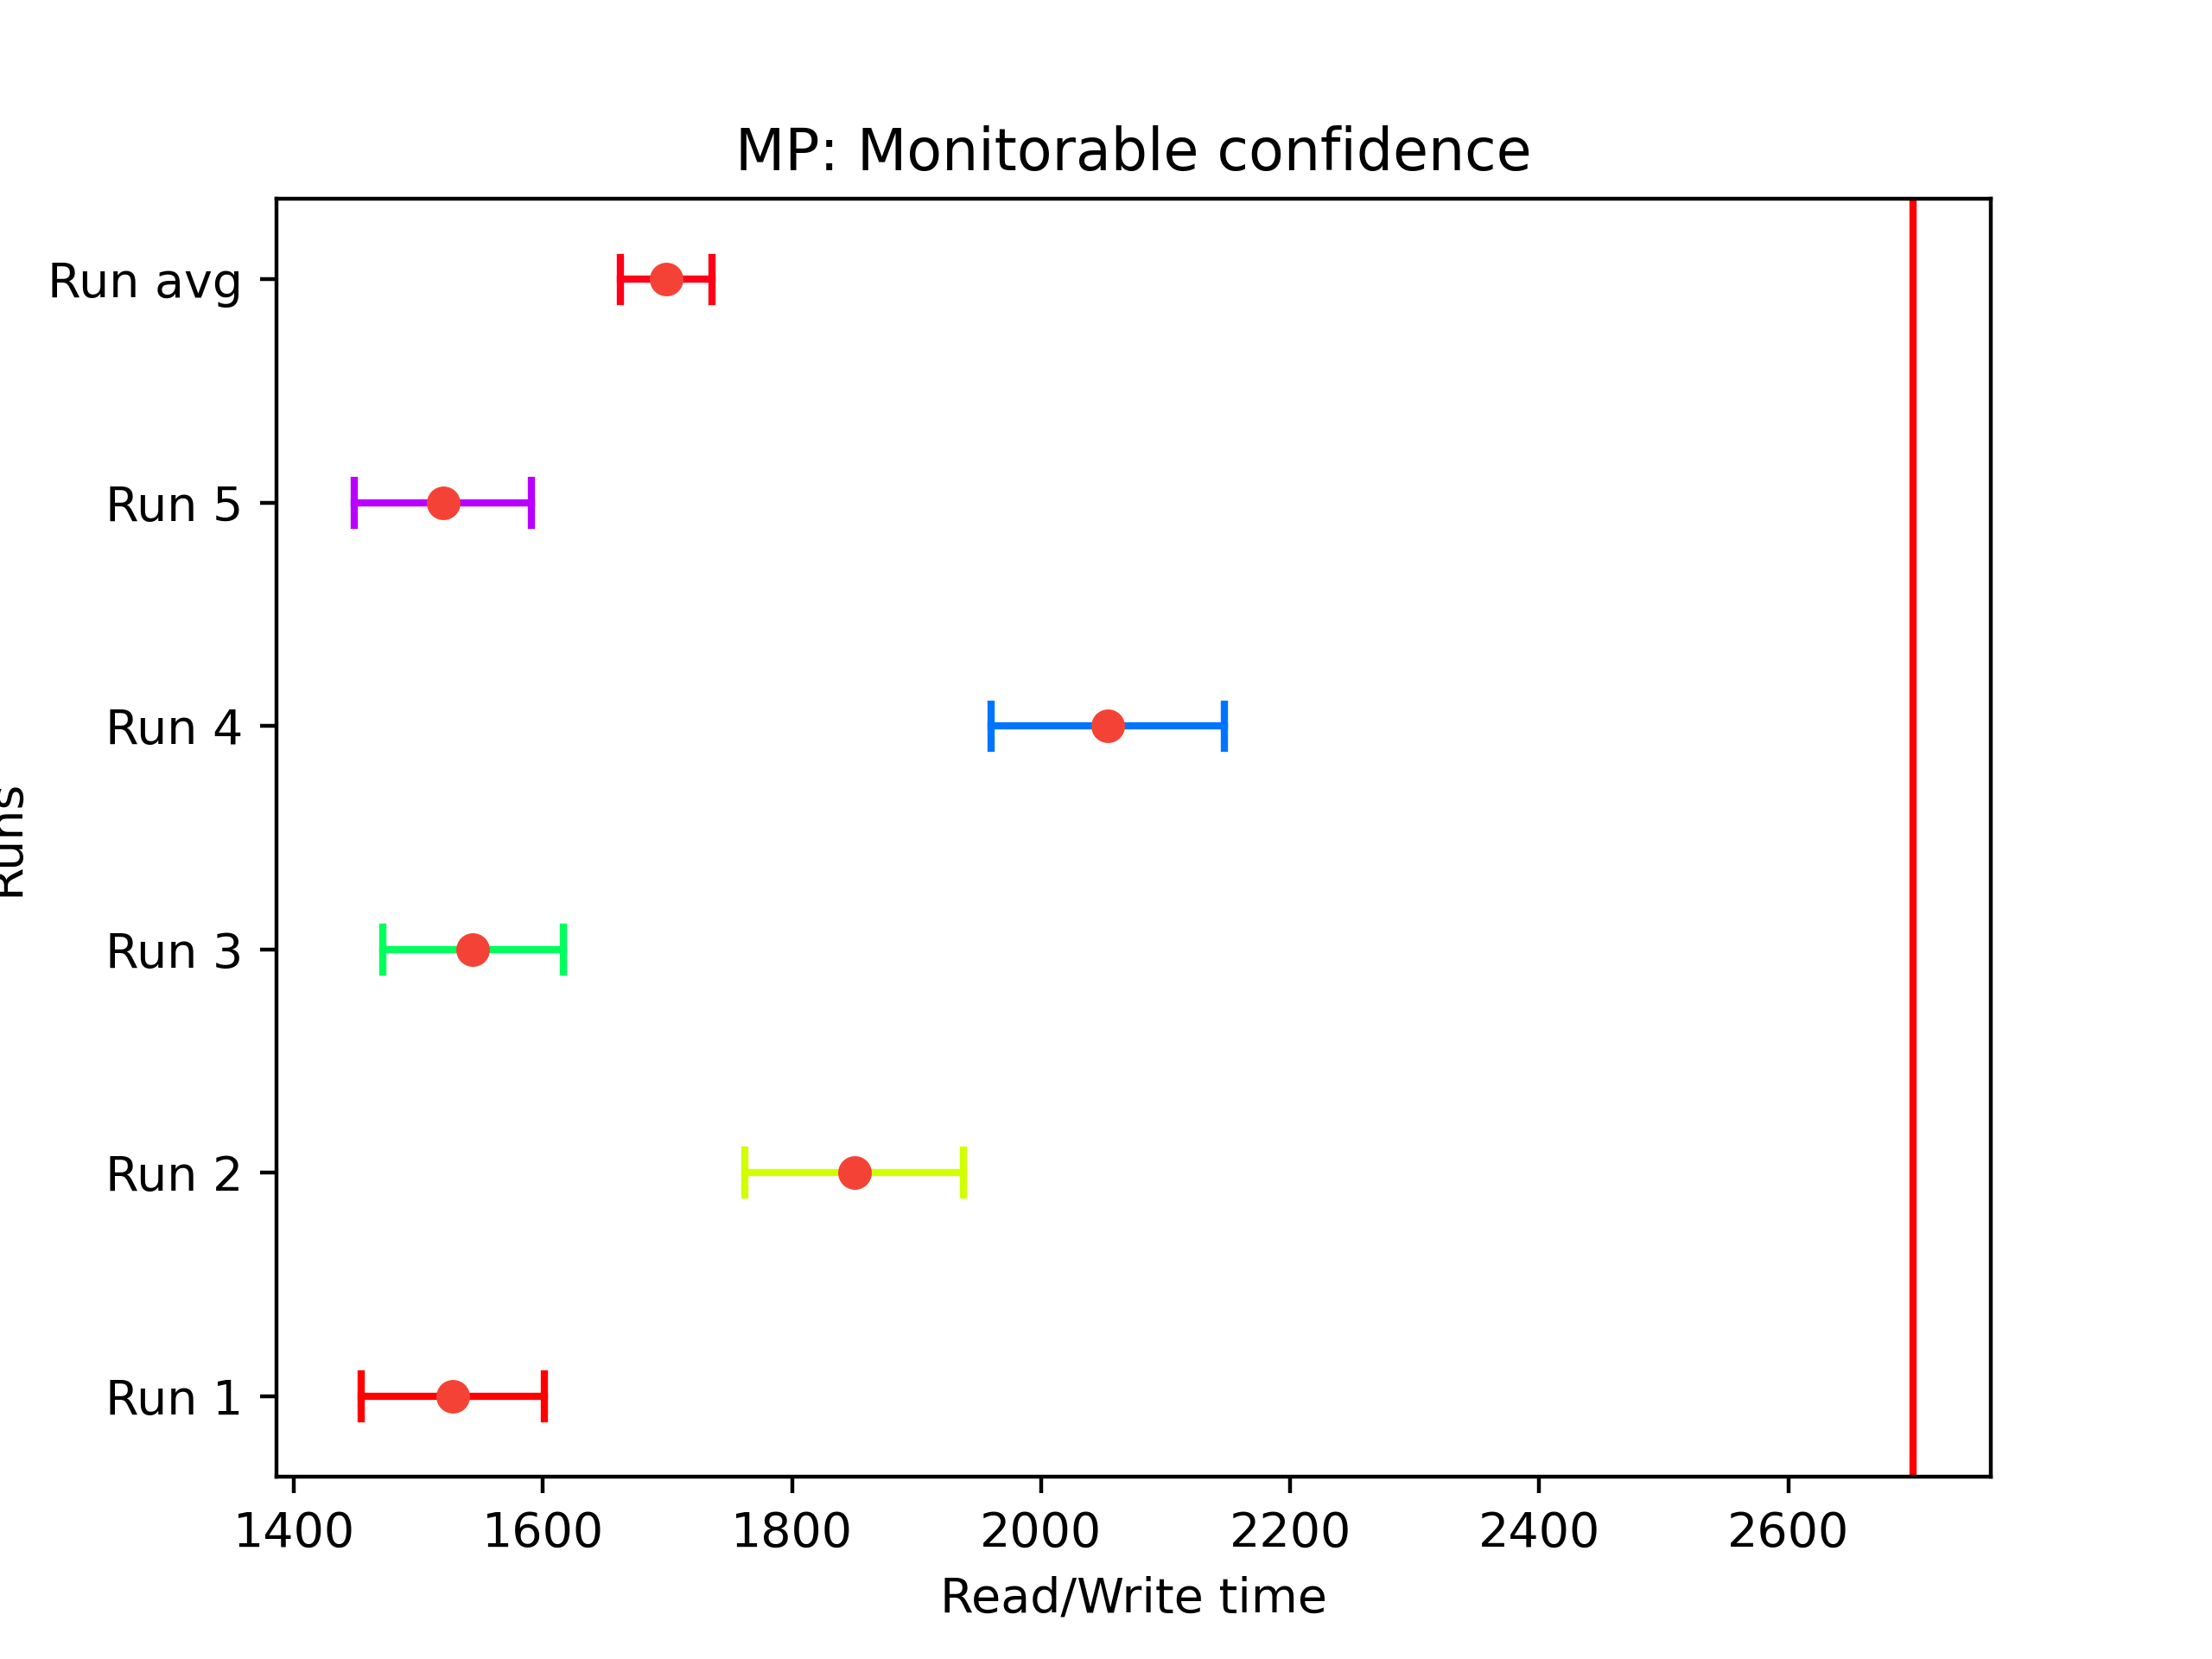 MP: Monitorable confidence
Run avg
Run 5
Run 4
Runs
Run 3
Run 2
Run 1
1400 1600 1800 2000 2200 2400 2600
Read/Write time